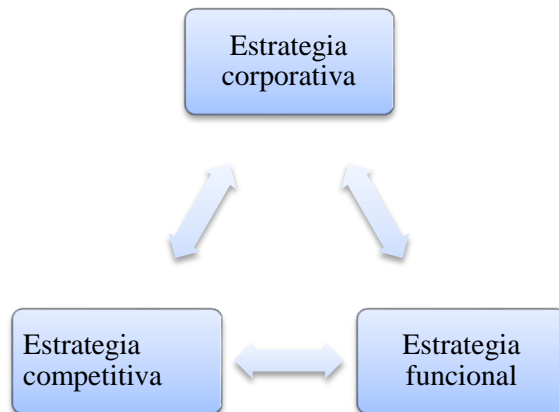 Estrategia
corporativa
Estrategia
competitiva
Estrategia
funcional